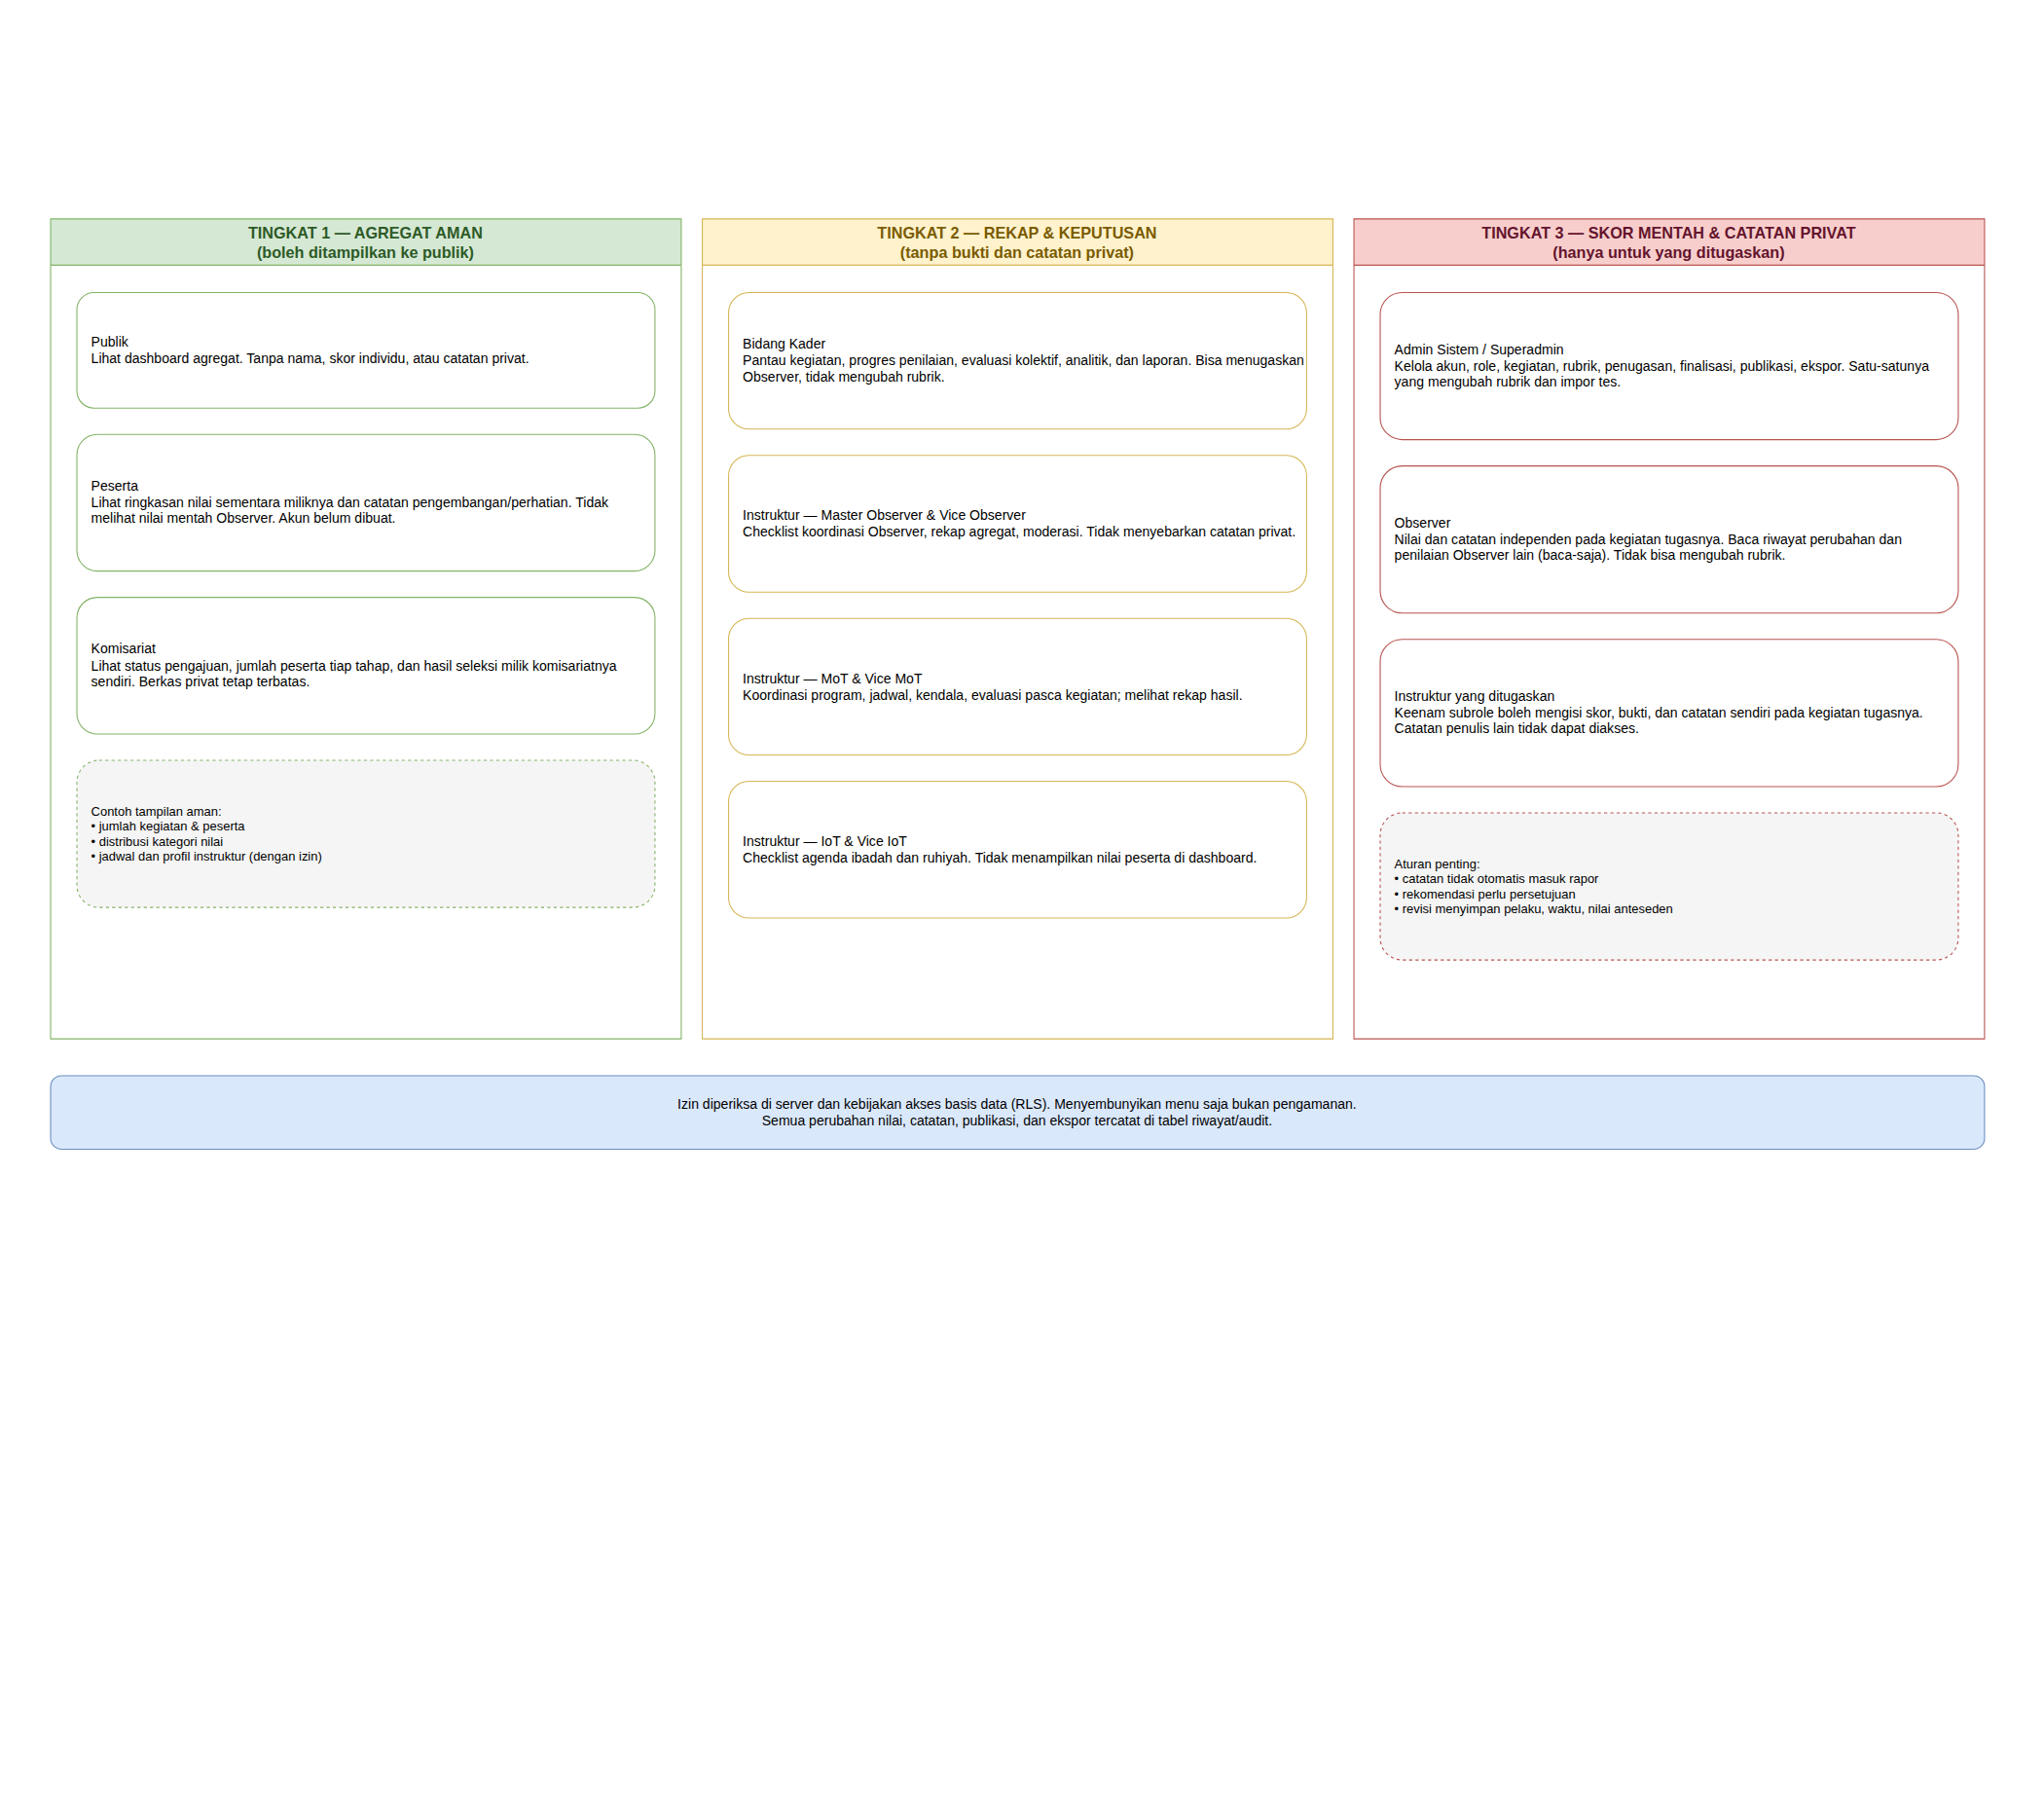 TINGKAT 1 — AGREGAT AMAN
(boleh ditampilkan ke publik)
Publik
Lihat dashboard agregat. Tanpa nama, skor individu, atau catatan privat.
Peserta
Lihat ringkasan nilai sementara miliknya dan catatan pengembangan/perhatian. Tidak
melihat nilai mentah Observer. Akun belum dibuat.
Komisariat
Lihat status pengajuan, jumlah peserta tiap tahap, dan hasil seleksi milik komisariatnya
sendiri. Berkas privat tetap terbatas.
Contoh tampilan aman:
• jumlah kegiatan & peserta
• distribusi kategori nilai
• jadwal dan profil instruktur (dengan izin)
TINGKAT 2 — REKAP & KEPUTUSAN
(tanpa bukti dan catatan privat)
Bidang Kader
Pantau kegiatan, progres penilaian, evaluasi kolektif, analitik, dan laporan. Bisa menugaskan
Observer, tidak mengubah rubrik.
Instruktur — Master Observer & Vice Observer
Checklist koordinasi Observer, rekap agregat, moderasi. Tidak menyebarkan catatan privat.
Instruktur — MoT & Vice MoT
Koordinasi program, jadwal, kendala, evaluasi pasca kegiatan; melihat rekap hasil.
Instruktur — IoT & Vice IoT
Checklist agenda ibadah dan ruhiyah. Tidak menampilkan nilai peserta di dashboard.
TINGKAT 3 — SKOR MENTAH & CATATAN PRIVAT
(hanya untuk yang ditugaskan)
Admin Sistem / Superadmin
Kelola akun, role, kegiatan, rubrik, penugasan, finalisasi, publikasi, ekspor. Satu-satunya
yang mengubah rubrik dan impor tes.
Observer
Nilai dan catatan independen pada kegiatan tugasnya. Baca riwayat perubahan dan
penilaian Observer lain (baca-saja). Tidak bisa mengubah rubrik.
Instruktur yang ditugaskan
Keenam subrole boleh mengisi skor, bukti, dan catatan sendiri pada kegiatan tugasnya.
Catatan penulis lain tidak dapat diakses.
Aturan penting:
• catatan tidak otomatis masuk rapor
• rekomendasi perlu persetujuan
• revisi menyimpan pelaku, waktu, nilai anteseden
Izin diperiksa di server dan kebijakan akses basis data (RLS). Menyembunyikan menu saja bukan pengamanan.
Semua perubahan nilai, catatan, publikasi, dan ekspor tercatat di tabel riwayat/audit.